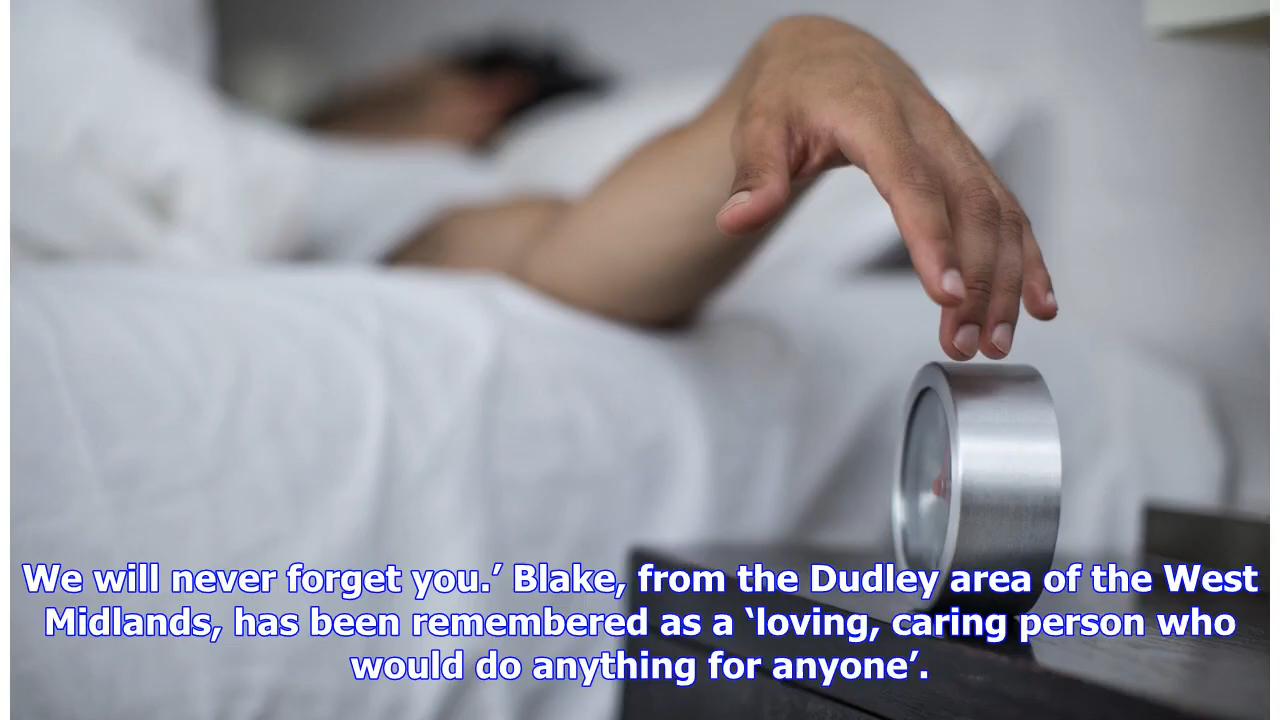 We will never forget you.’ Blake, from the Dudley area of the West
Midlands, has been remembered as a ‘loving, caring person who
would do anything for anyone’.